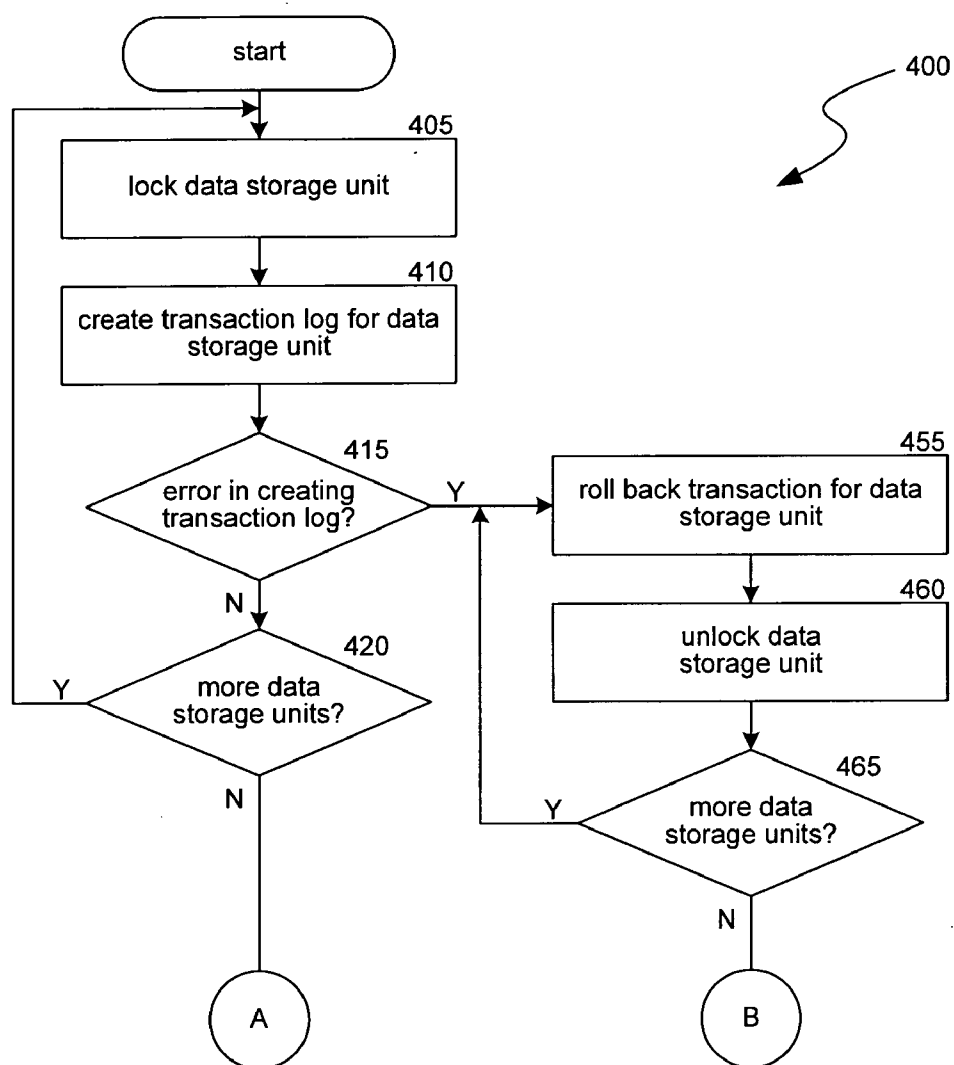 start
400
405
lock data storage unit
410
create transaction log for data
storage unit
415
error in creating
transaction log?
Y
N
455
roll back transaction for data
storage unit
460
unlock data
storage unit
420
more data
storage units?
Y
N
465
more data
storage units?
Y
N
A
B